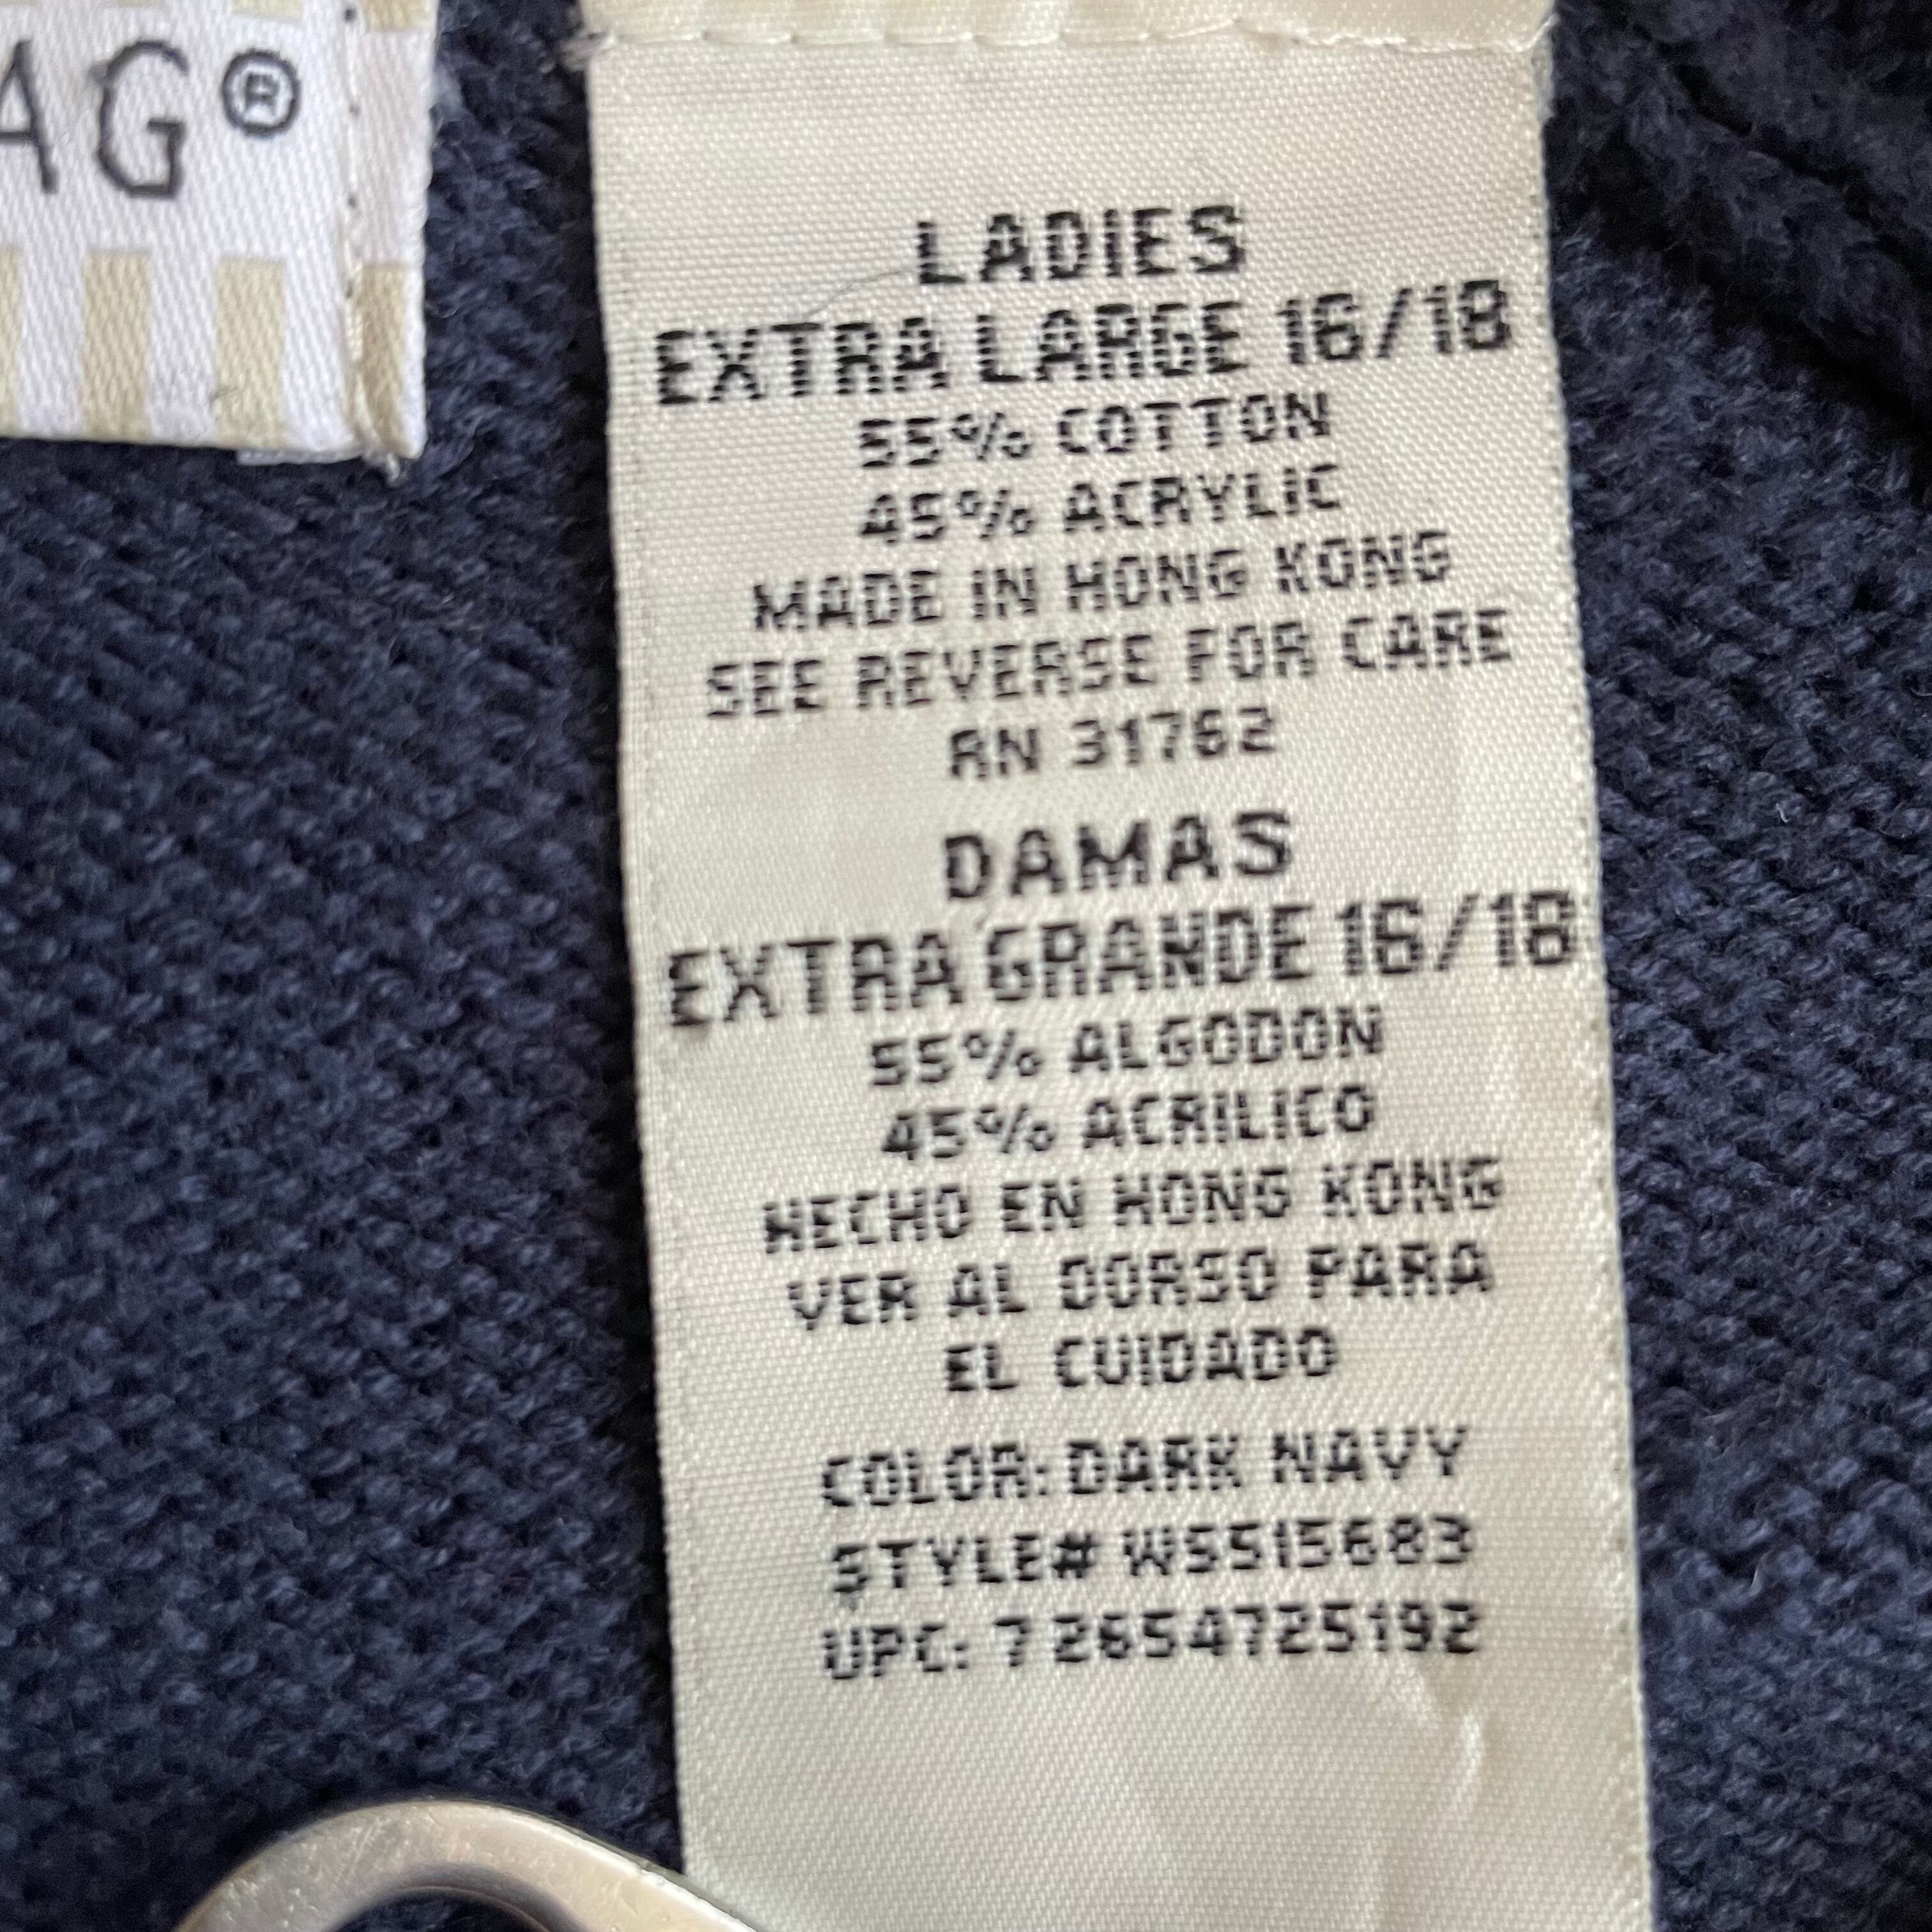 AG®
LADIES
EXTRA LARGE 16/18
55% COTTON
45% ACRYLIC
MADE IN HONG KONG
SEE REVERSE FOR CARE
RN 31762
DAMAS
EXTRA GRANDE 16/18
55% ALGODON
45% ACRILICO
HECHO EN HONG KONG
VER AL DORSO PARA
EL CUIDADO
COLOR: DARK NAVY
STYLE# WS515683
UPC: 7 2654725192